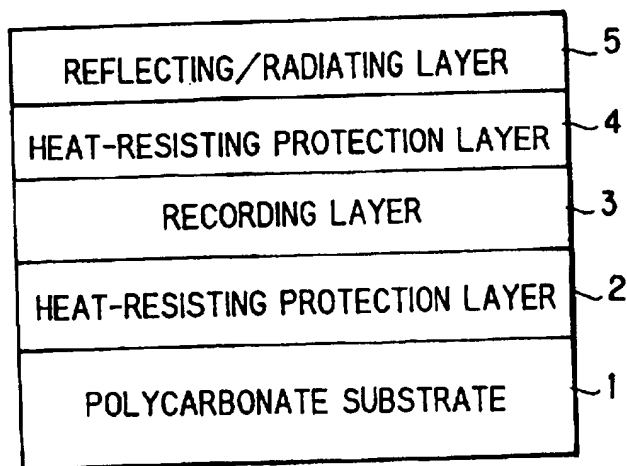 REFLECTING/RADIATING LAYER 5
HEAT-RESISTING PROTECTION LAYER 4
RECORDING LAYER 3
HEAT-RESISTING PROTECTION LAYER 2
POLYCARBONATE SUBSTRATE 1